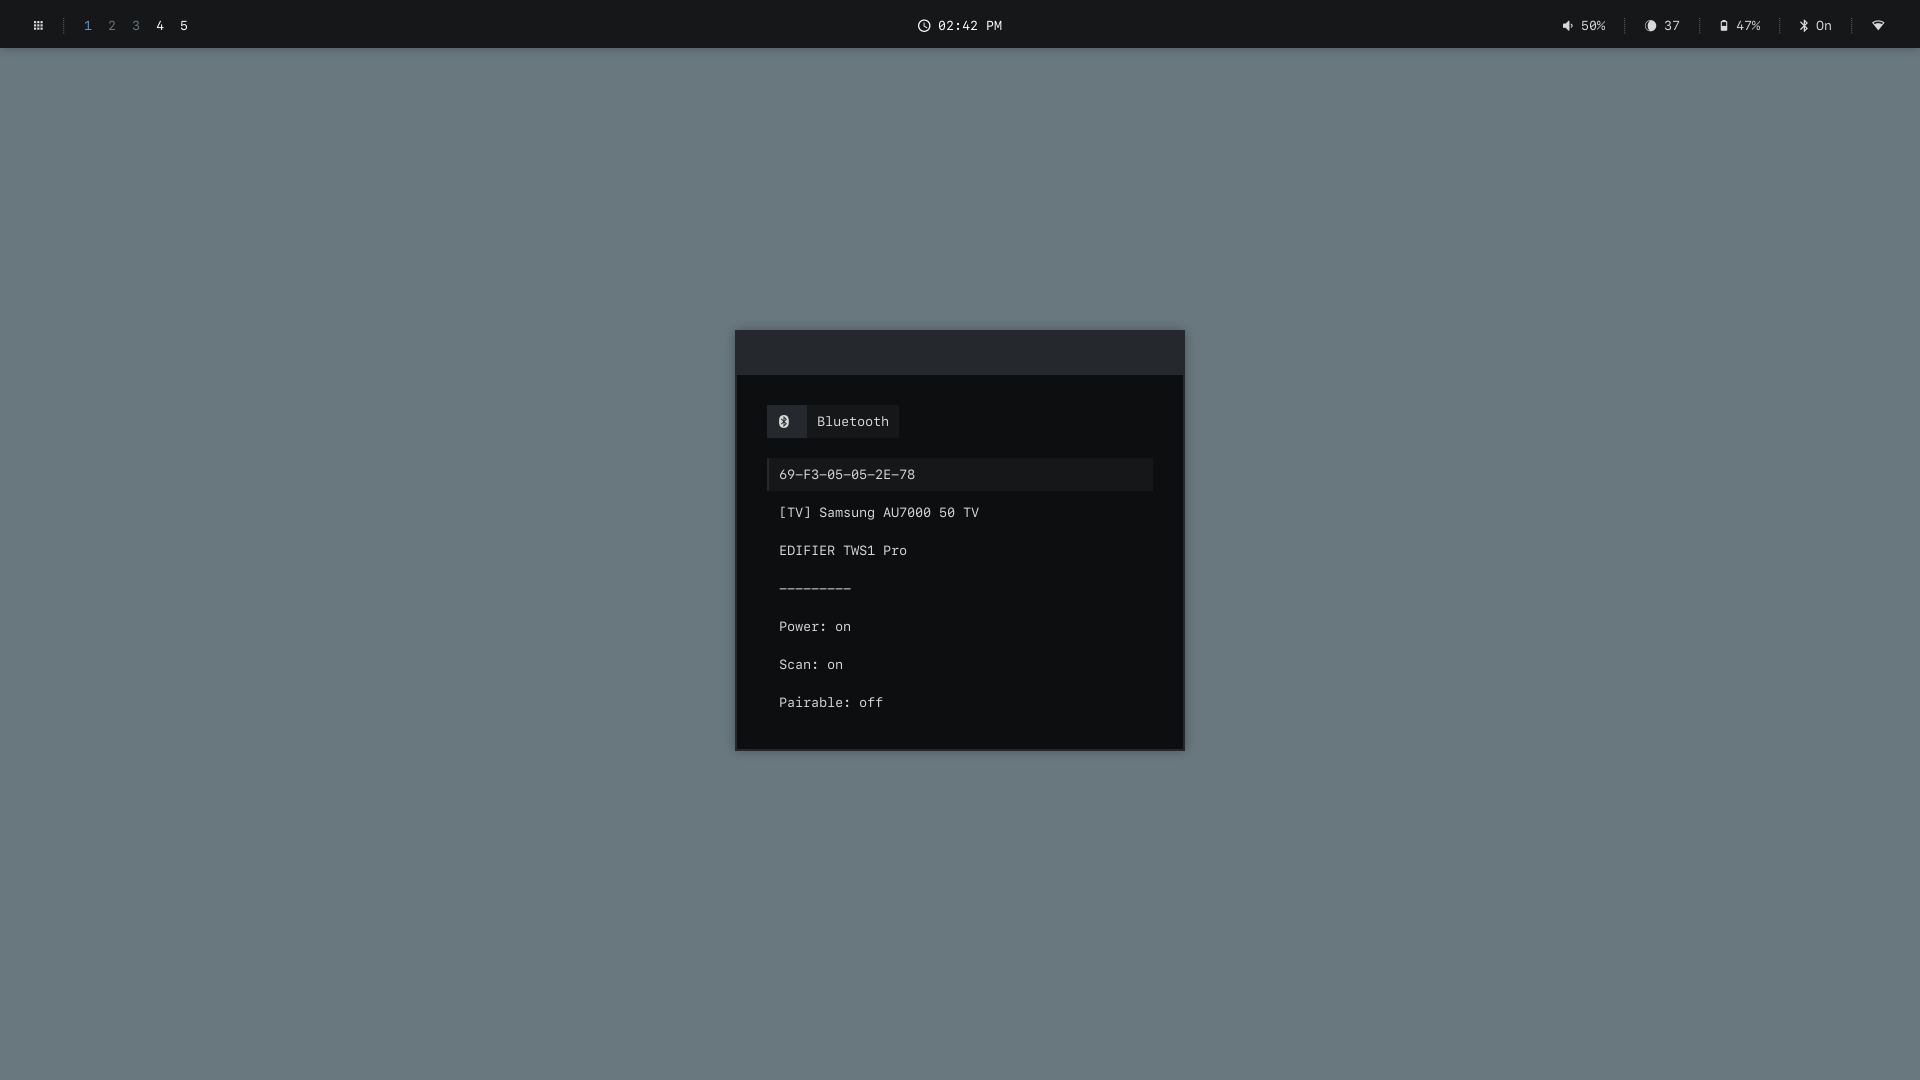 1 2 3 4 5
02:42 PM
50% 37 47% On
Bluetooth
69-F3-05-05-2E-78
[TV] Samsung AU7000 50 TV
EDIFIER TWS1 Pro
---------
Power: on
Scan: on
Pairable: off